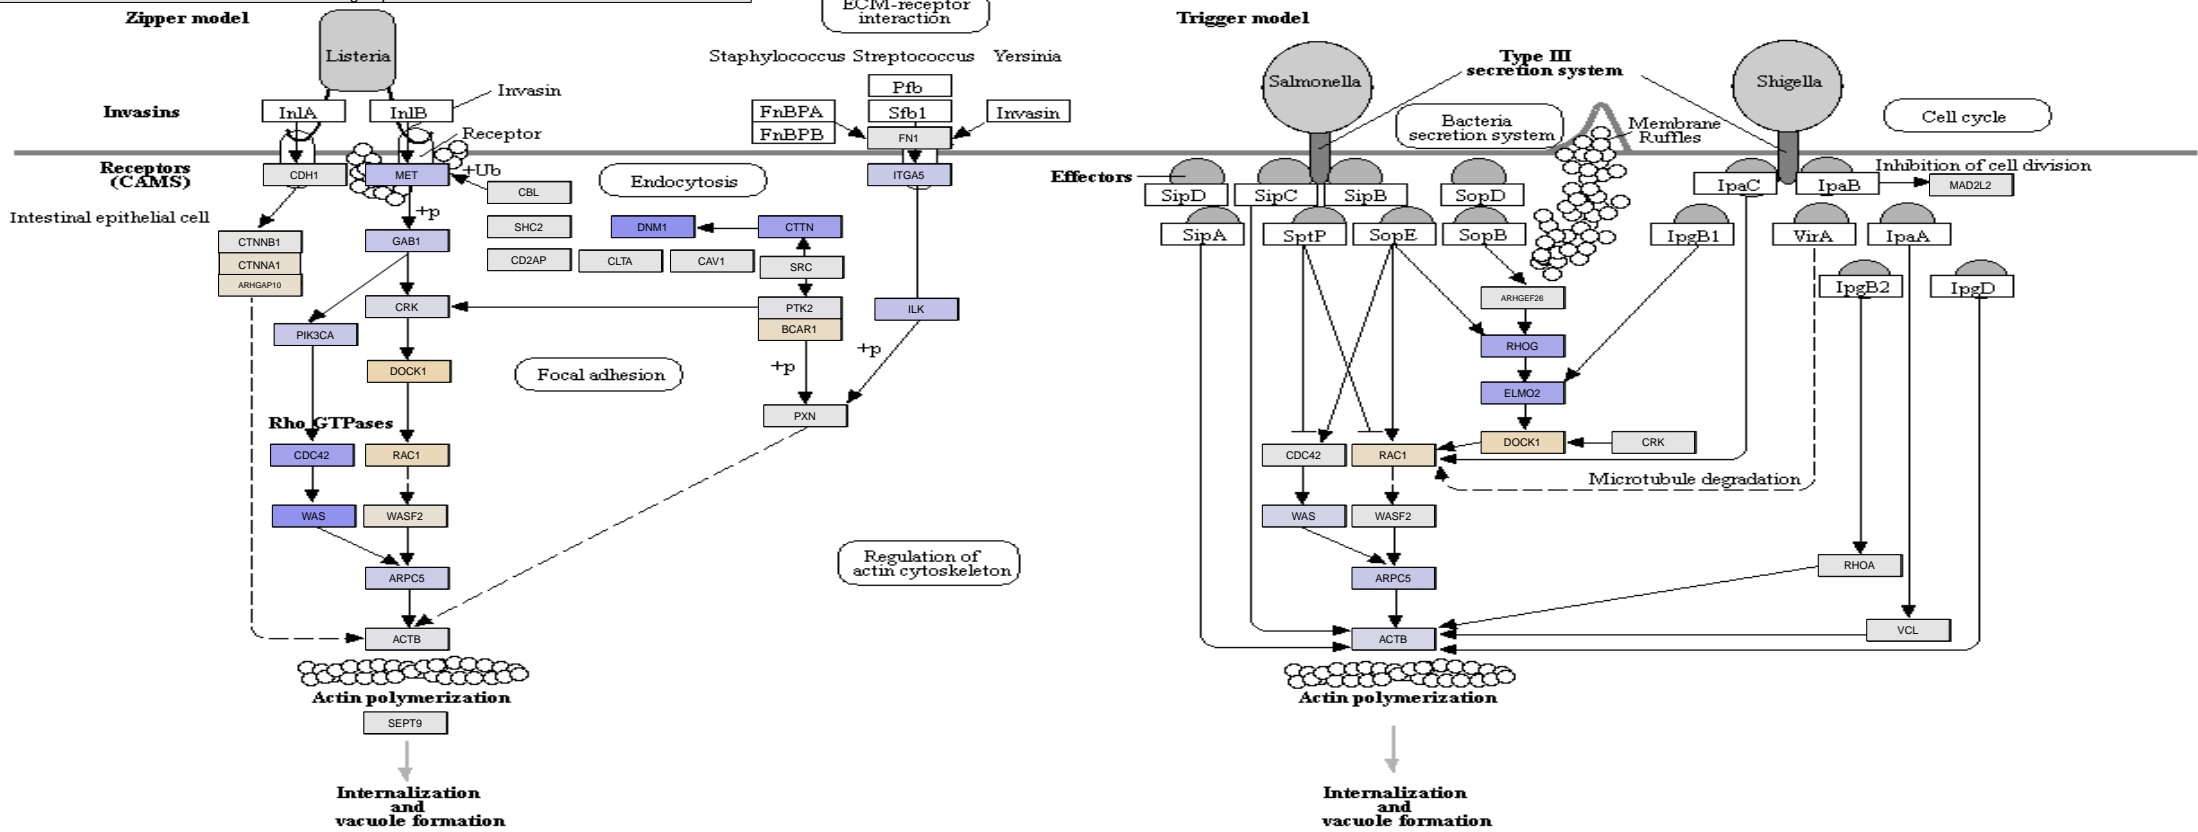 Zipper model
ECM-receptor
interaction
Trigger model
Listeria
Staphylococcus
Streptococcus
Yersinia
Salmonella
Type III
secretion system
Shigella
Invasins
InlA
InlB
Invasin
Receptor
FnBPA
FnBPB
Pfb
Sfb1
FN1
Invasin
Bacteria
secretion system
Membrane
Ruffles
Cell cycle
Receptors
(CAMS)
CDH1
MET
+Ub
CBL
Endocytosis
ITGA5
Effectors
SipD
SipC
SipB
SopD
IpaC
IpaB
Inhibition of cell division
MAD2L2
Intestinal epithelial cell
+p
SHC2
DNM1
CTTN
SipA
SptP
SopE
SopB
IpgB1
VirA
IpaA
CTNNB1
CTNNA1
ARHGAP10
GAB1
CD2AP
CLTA
CAV1
SRC
IpgB2
IpgD
CRK
PTK2
BCAR1
ILK
ARHGEF26
PIK3CA
RHOG
DOCK1
Focal adhesion
+p
+p
ELMO2
PXN
Rho GTPases
CDC42
RAC1
CDC42
RAC1
DOCK1
CRK
Microtubule degradation
WAS
WASF2
WAS
WASF2
ARPC5
Regulation of
actin cytoskeleton
ARPC5
RHOA
ACTB
ACTB
VCL
Actin polymerization
Actin polymerization
SEPT9
Internalization
and
vacuole formation
Internalization
and
vacuole formation